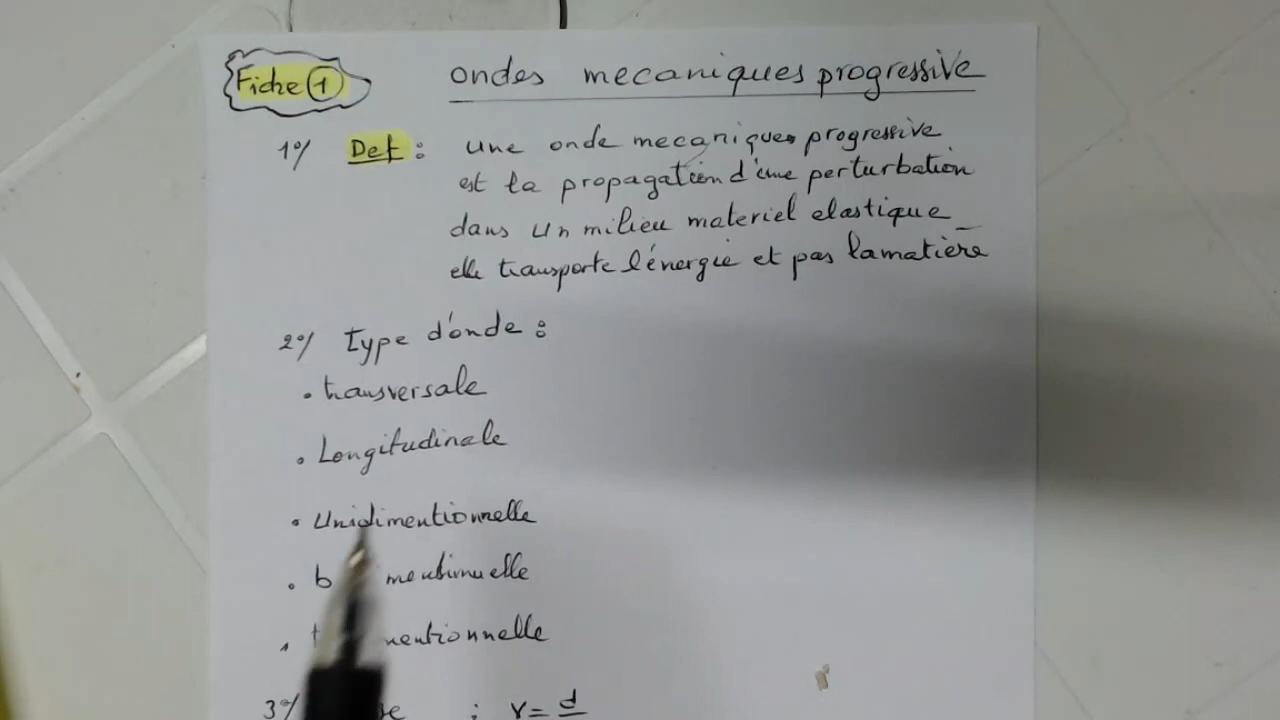 Fiche 1
ondes mecaniques progressive
1°/ Def : une onde mecaniques progressive
est la propagation d'une perturbation
dans un milieu materiel elastique
elle transporte l'énergie et pas la matière
2°/ Type d'onde :
• transversale
• Longitudinale
• Unidimentionnelle
• b mentionnelle
• t mentionnelle
3°/ : V = d